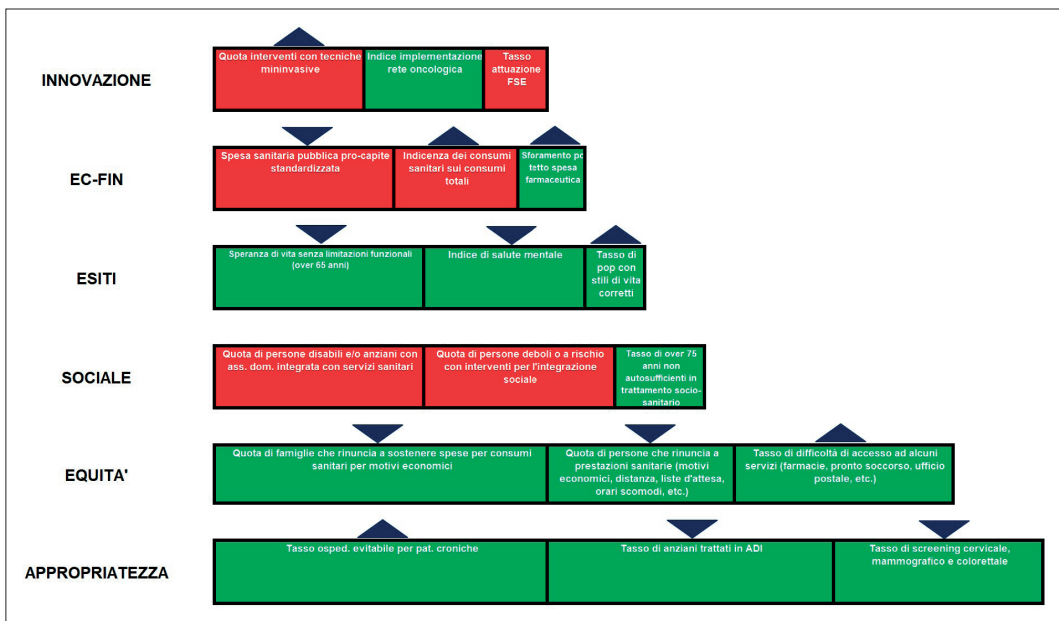 INNOVAZIONE
Quota interventi con tecniche
mininvasive
Indice implementazione
rete oncologica
Tasso
attuazione
FSE
EC-FIN
Spesa sanitaria pubblica pro-capite
standardizzata
Indicenza dei consumi
sanitari sui consumi
totali
Sforamento po
tetto spesa
farmaceutica
ESITI
Speranza di vita senza limitazioni funzionali
(over 65 anni)
Indice di salute mentale
Tasso di
pop con
stili di vita
corretti
SOCIALE
Quota di persone disabili e/o anziani con
ass. dom. integrata con servizi sanitari
Quota di persone deboli o a rischio
con interventi per l'integrazione
sociale
Tasso di over 75
anni non
autosufficienti in
trattamento socio-
sanitario
EQUITA'
Quota di famiglie che rinuncia a sostenere spese per consumi
sanitari per motivi economici
Quota di persone che rinuncia a
prestazioni sanitarie (motivi
economici, distanza, liste d'attesa,
orari scomodi, etc.)
Tasso di difficoltà di accesso ad alcuni
servizi (farmacie, pronto soccorso, ufficio
postale, etc.)
APPROPRIATEZZA
Tasso osped. evitabile per pat. croniche
Tasso di anziani trattati in ADI
Tasso di screening cervicale,
mammografico e colorettale